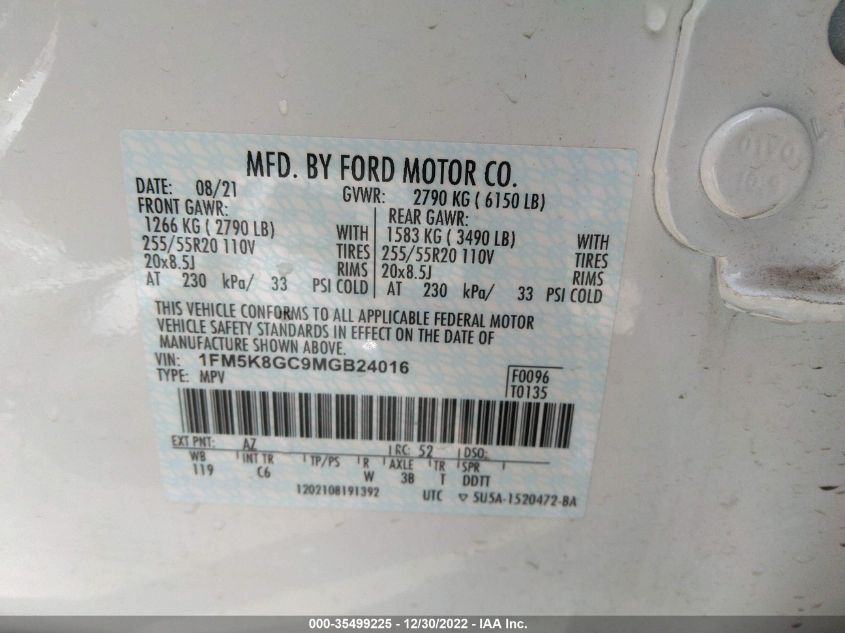 MFD. BY FORD MOTOR CO.
DATE: 08/21 GVWR: 2790 KG ( 6150 LB)
FRONT GAWR: REAR GAWR:
1266 KG ( 2790 LB) WITH 1583 KG ( 3490 LB) WITH
255/55R20 110V TIRES 255/55R20 110V TIRES
20x8.5J RIMS 20x8.5J RIMS
AT 230 kPa/ 33 PSI COLD AT 230 kPa/ 33 PSI COLD
THIS VEHICLE CONFORMS TO ALL APPLICABLE FEDERAL MOTOR
VEHICLE SAFETY STANDARDS IN EFFECT ON THE DATE OF
MANUFACTURE SHOWN ABOVE.
VIN: 1FM5K8GC9MGB24016
TYPE: MPV
F0096
T0135
EXT PNT: AZ RC: 52 DSO:
WB INT TR TP/PS R AXLE TR SPR
119 C6 W 3B T DDTT
1202108191392 UTC ▽ 5U5A-1520472-BA
000-35499225 - 12/30/2022 - IAA Inc.